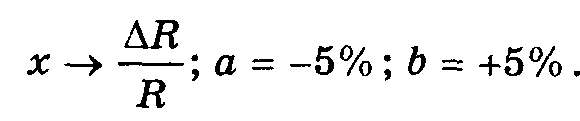 x → ΔR/R; a = –5%; b = +5%.